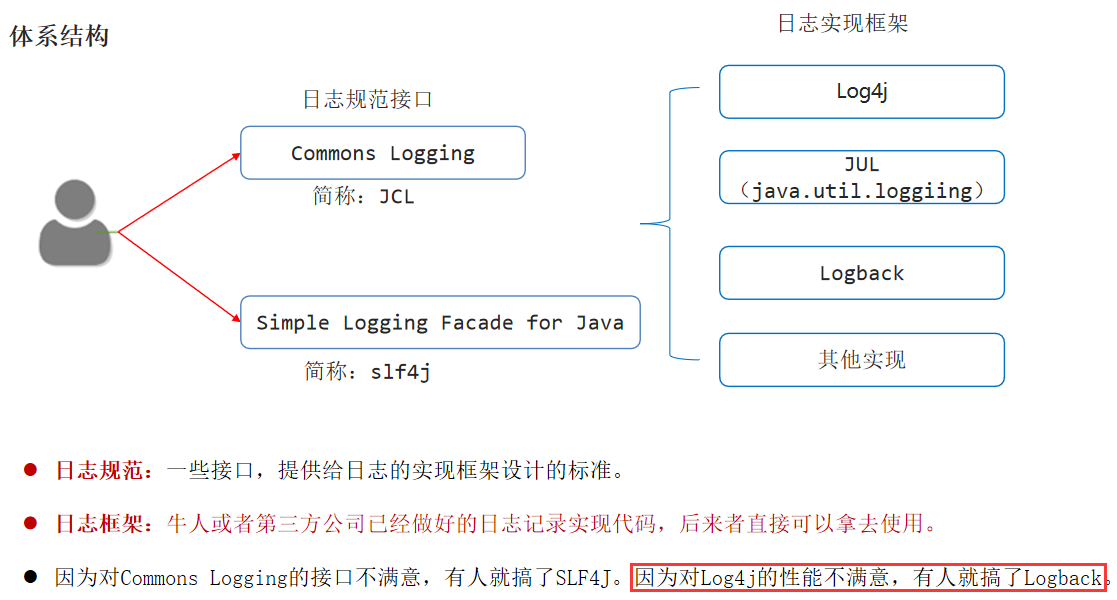 体系结构
日志实现框架
日志规范接口
Log4j
Commons Logging
JUL
（java.util.loggiing）
简称：JCL
Logback
Simple Logging Facade for Java
其他实现
简称：slf4j
日志规范：一些接口，提供给日志的实现框架设计的标准。
日志框架：牛人或者第三方公司已经做好的日志记录实现代码，后来者直接可以拿去使用。
因为对Commons Logging的接口不满意，有人就搞了SLF4J。因为对Log4j的性能不满意，有人就搞了Logback。